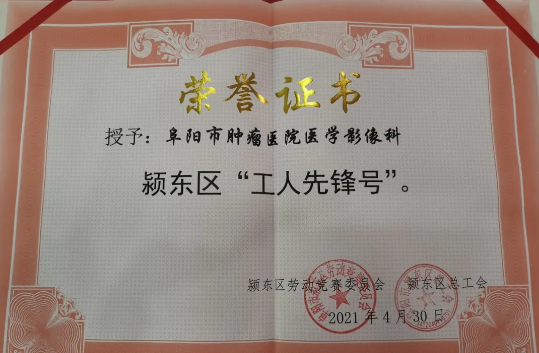 荣誉证书
授予：阜阳市肿瘤医院医学影像科
颍东区“工人先锋号”。
颍东区劳动竞赛委员会 颍东区总工会
2021年4月30日